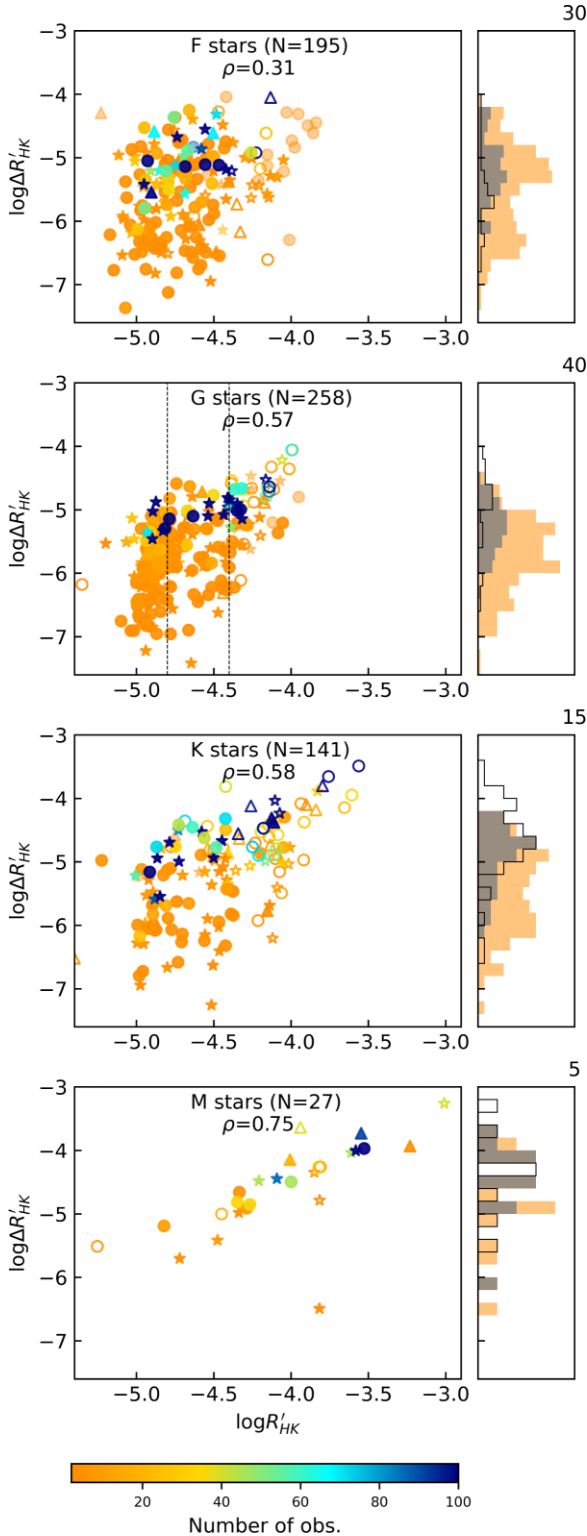 30
F stars (N=195)
ρ=0.31
logΔR′HK
−3
−4
−5
−6
−7
−5.0 −4.5 −4.0 −3.5 −3.0
40
G stars (N=258)
ρ=0.57
logΔR′HK
−3
−4
−5
−6
−7
−5.0 −4.5 −4.0 −3.5 −3.0
15
K stars (N=141)
ρ=0.58
logΔR′HK
−3
−4
−5
−6
−7
−5.0 −4.5 −4.0 −3.5 −3.0
5
M stars (N=27)
ρ=0.75
logΔR′HK
−3
−4
−5
−6
−7
−5.0 −4.5 −4.0 −3.5 −3.0
logR′HK
20 40 60 80 100
Number of obs.